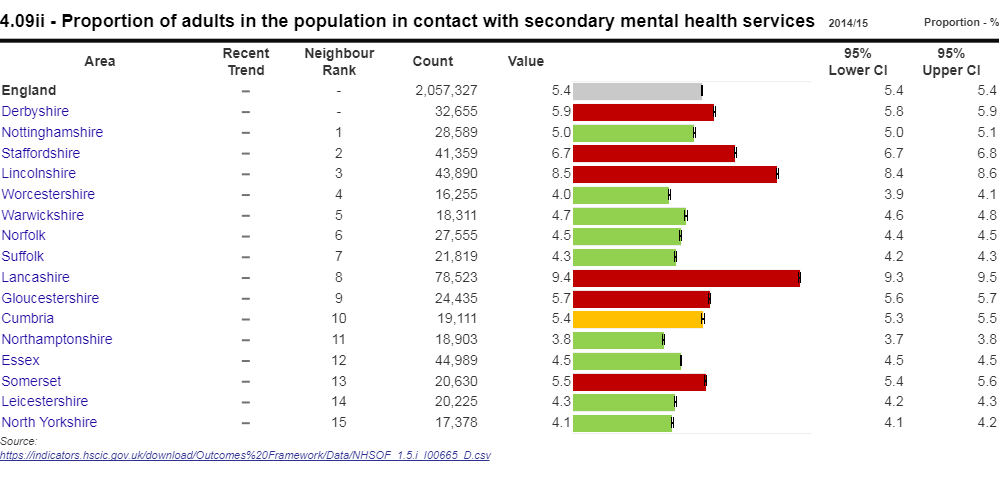 4.09ii - Proportion of adults in the population in contact with secondary mental health services 2014/15 Proportion - %
Area Recent Trend Neighbour Rank Count Value 95% Lower CI 95% Upper CI
England – - 2,057,327 5.4 5.4 5.4
Derbyshire – - 32,655 5.9 5.8 5.9
Nottinghamshire – 1 28,589 5.0 5.0 5.1
Staffordshire – 2 41,359 6.7 6.7 6.8
Lincolnshire – 3 43,890 8.5 8.4 8.6
Worcestershire – 4 16,255 4.0 3.9 4.1
Warwickshire – 5 18,311 4.7 4.6 4.8
Norfolk – 6 27,555 4.5 4.4 4.5
Suffolk – 7 21,819 4.3 4.2 4.3
Lancashire – 8 78,523 9.4 9.3 9.5
Gloucestershire – 9 24,435 5.7 5.6 5.7
Cumbria – 10 19,111 5.4 5.3 5.5
Northamptonshire – 11 18,903 3.8 3.7 3.8
Essex – 12 44,989 4.5 4.5 4.5
Somerset – 13 20,630 5.5 5.4 5.6
Leicestershire – 14 20,225 4.3 4.2 4.3
North Yorkshire – 15 17,378 4.1 4.1 4.2
Source:
https://indicators.hscic.gov.uk/download/Outcomes%20Framework/Data/NHSOF_1.5.i_I00665_D.csv